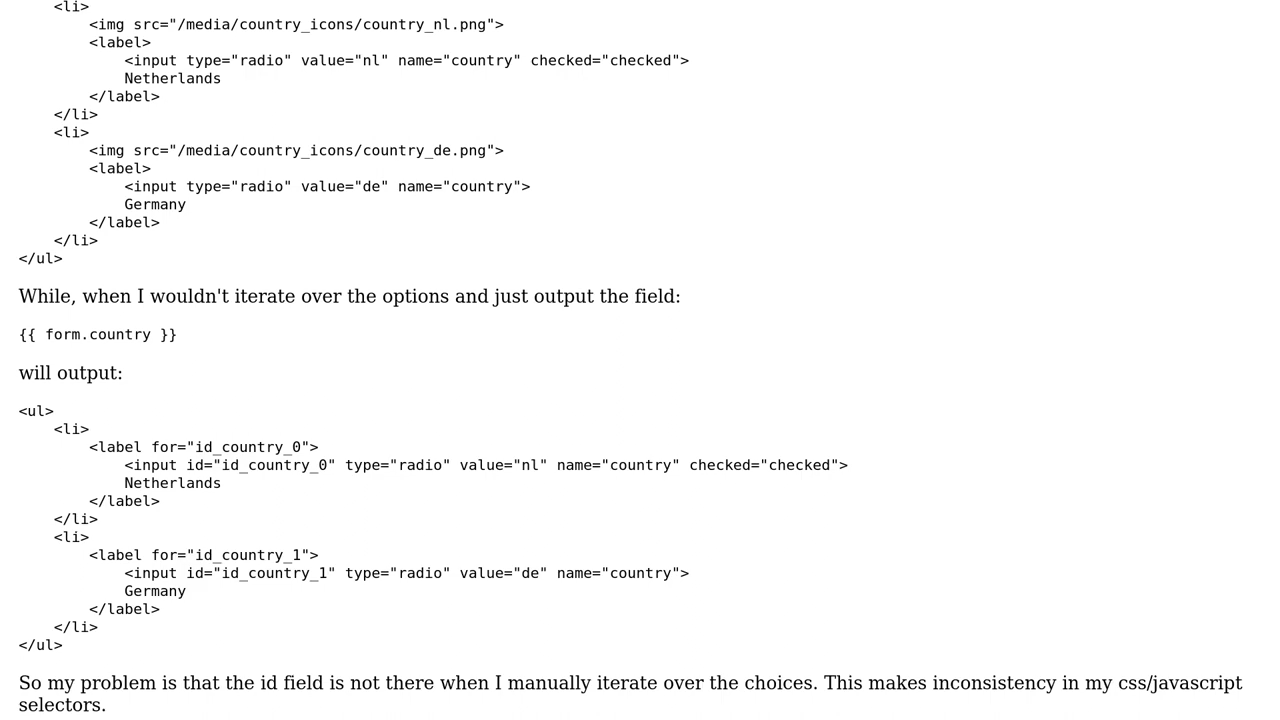 <li>
        <img src="/media/country_icons/country_nl.png">
        <label>
            <input type="radio" value="nl" name="country" checked="checked">
            Netherlands
        </label>
    </li>
    <li>
        <img src="/media/country_icons/country_de.png">
        <label>
            <input type="radio" value="de" name="country">
            Germany
        </label>
    </li>
</ul>
While, when I wouldn't iterate over the options and just output the field:
{{ form.country }}
will output:
<ul>
    <li>
        <label for="id_country_0">
            <input id="id_country_0" type="radio" value="nl" name="country" checked="checked">
            Netherlands
        </label>
    </li>
    <li>
        <label for="id_country_1">
            <input id="id_country_1" type="radio" value="de" name="country">
            Germany
        </label>
    </li>
</ul>
So my problem is that the id field is not there when I manually iterate over the choices. This makes inconsistency in my css/javascript
selectors.